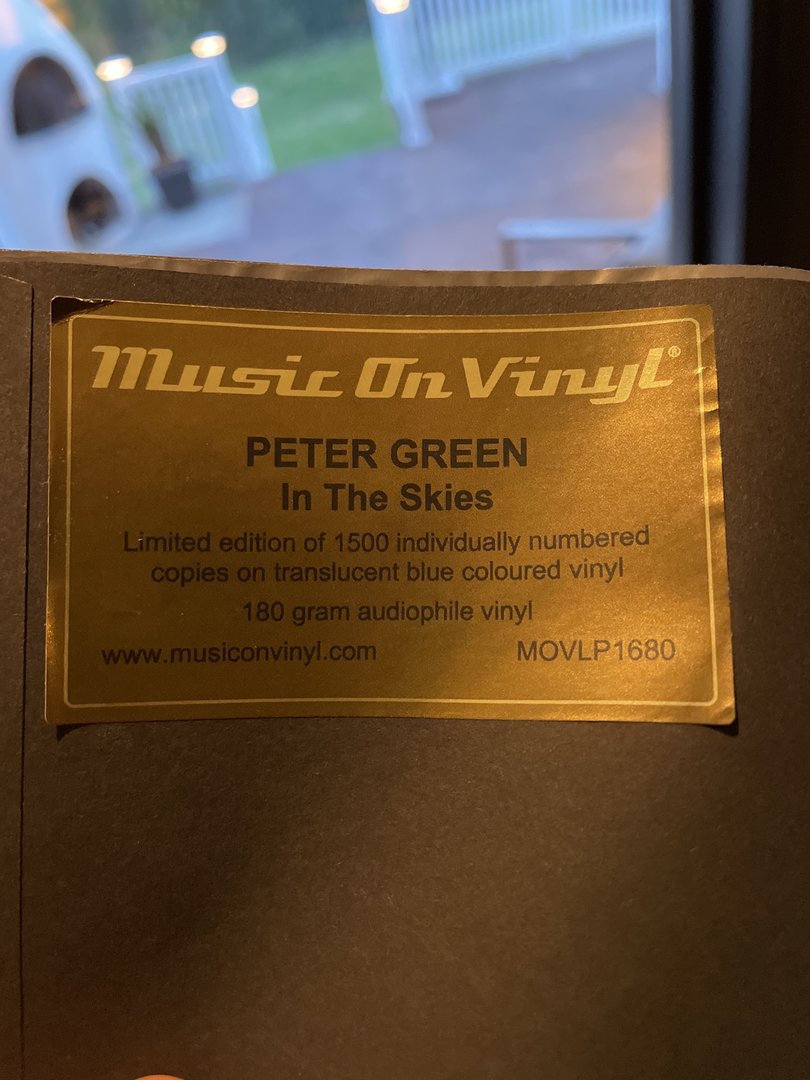 Music On Vinyl®
PETER GREEN
In The Skies
Limited edition of 1500 individually numbered
copies on translucent blue coloured vinyl
180 gram audiophile vinyl
www.musiconvinyl.com MOVLP1680